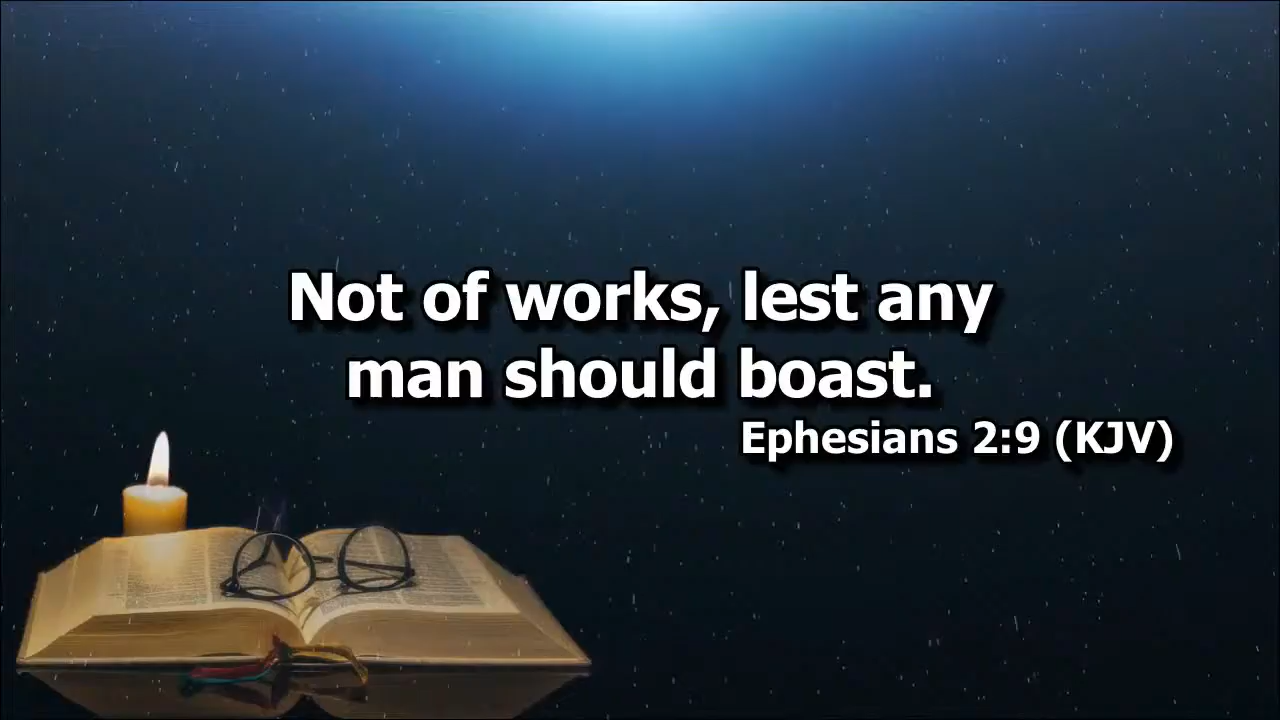 Not of works, lest any
man should boast.
Ephesians 2:9 (KJV)